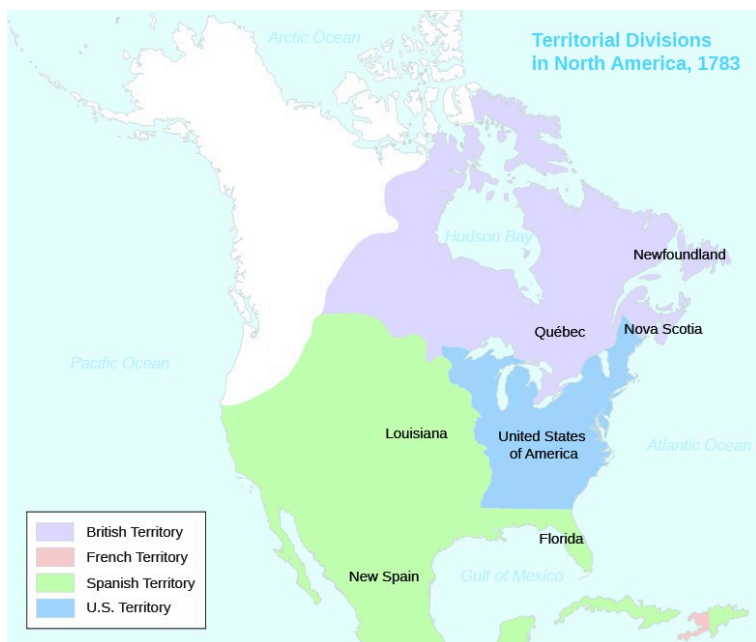 Arctic Ocean
Territorial Divisions
in North America, 1783
Hudson Bay
Newfoundland
Québec
Nova Scotia
Pacific Ocean
Louisiana
United States
of America
Atlantic Ocean
Florida
New Spain
Gulf of Mexico
British Territory
French Territory
Spanish Territory
U.S. Territory